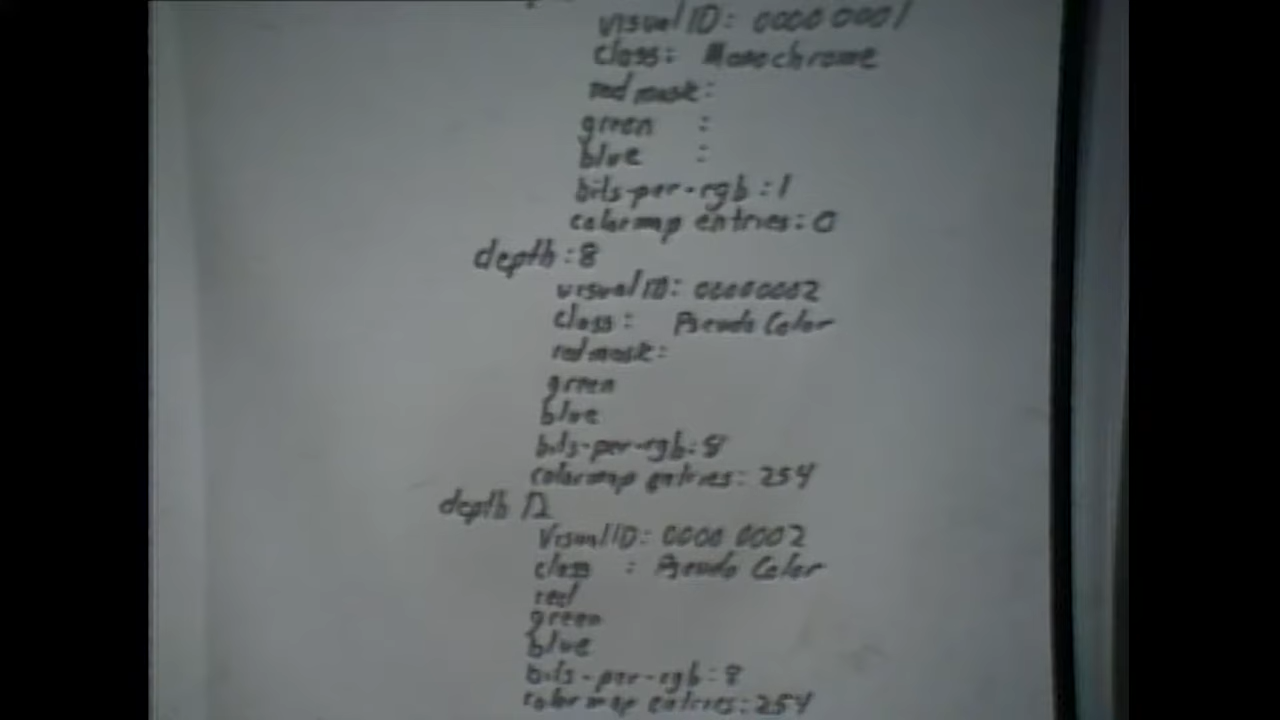 visualID: 0000 0001
class: Monochrome
red mask:
green :
blue :
bits-per-rgb: 1
colormap entries: 0
depth: 8
visualID: 00000002
class: Pseudo Color
red mask:
green
blue
bits-per-rgb: 8
colormap entries: 254
depth 12
VisualID: 0000 0002
class : Pseudo Color
red
green
blue
bits-per-rgb: 8
colormap entries: 254